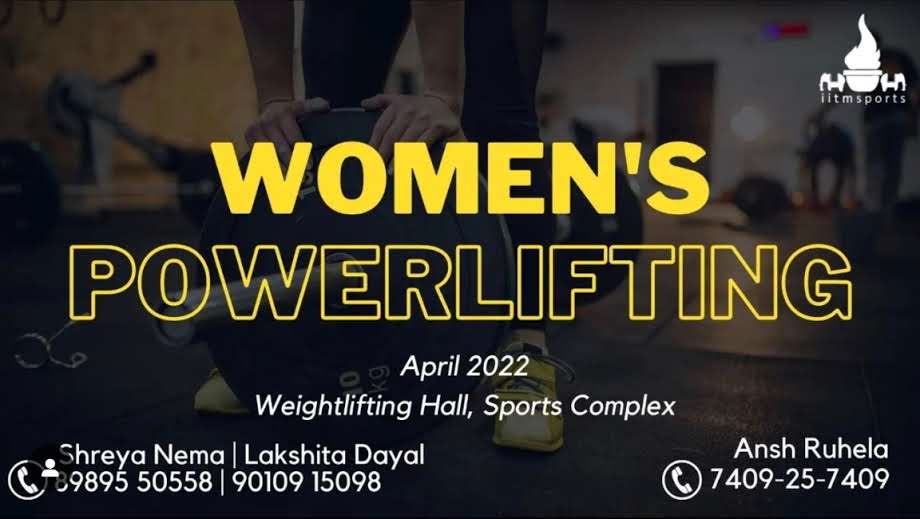 iitmsports
WOMEN'S
POWERLIFTING
April 2022
Weightlifting Hall, Sports Complex
Shreya Nema | Lakshita Dayal
89895 50558 | 90109 15098
Ansh Ruhela
7409-25-7409